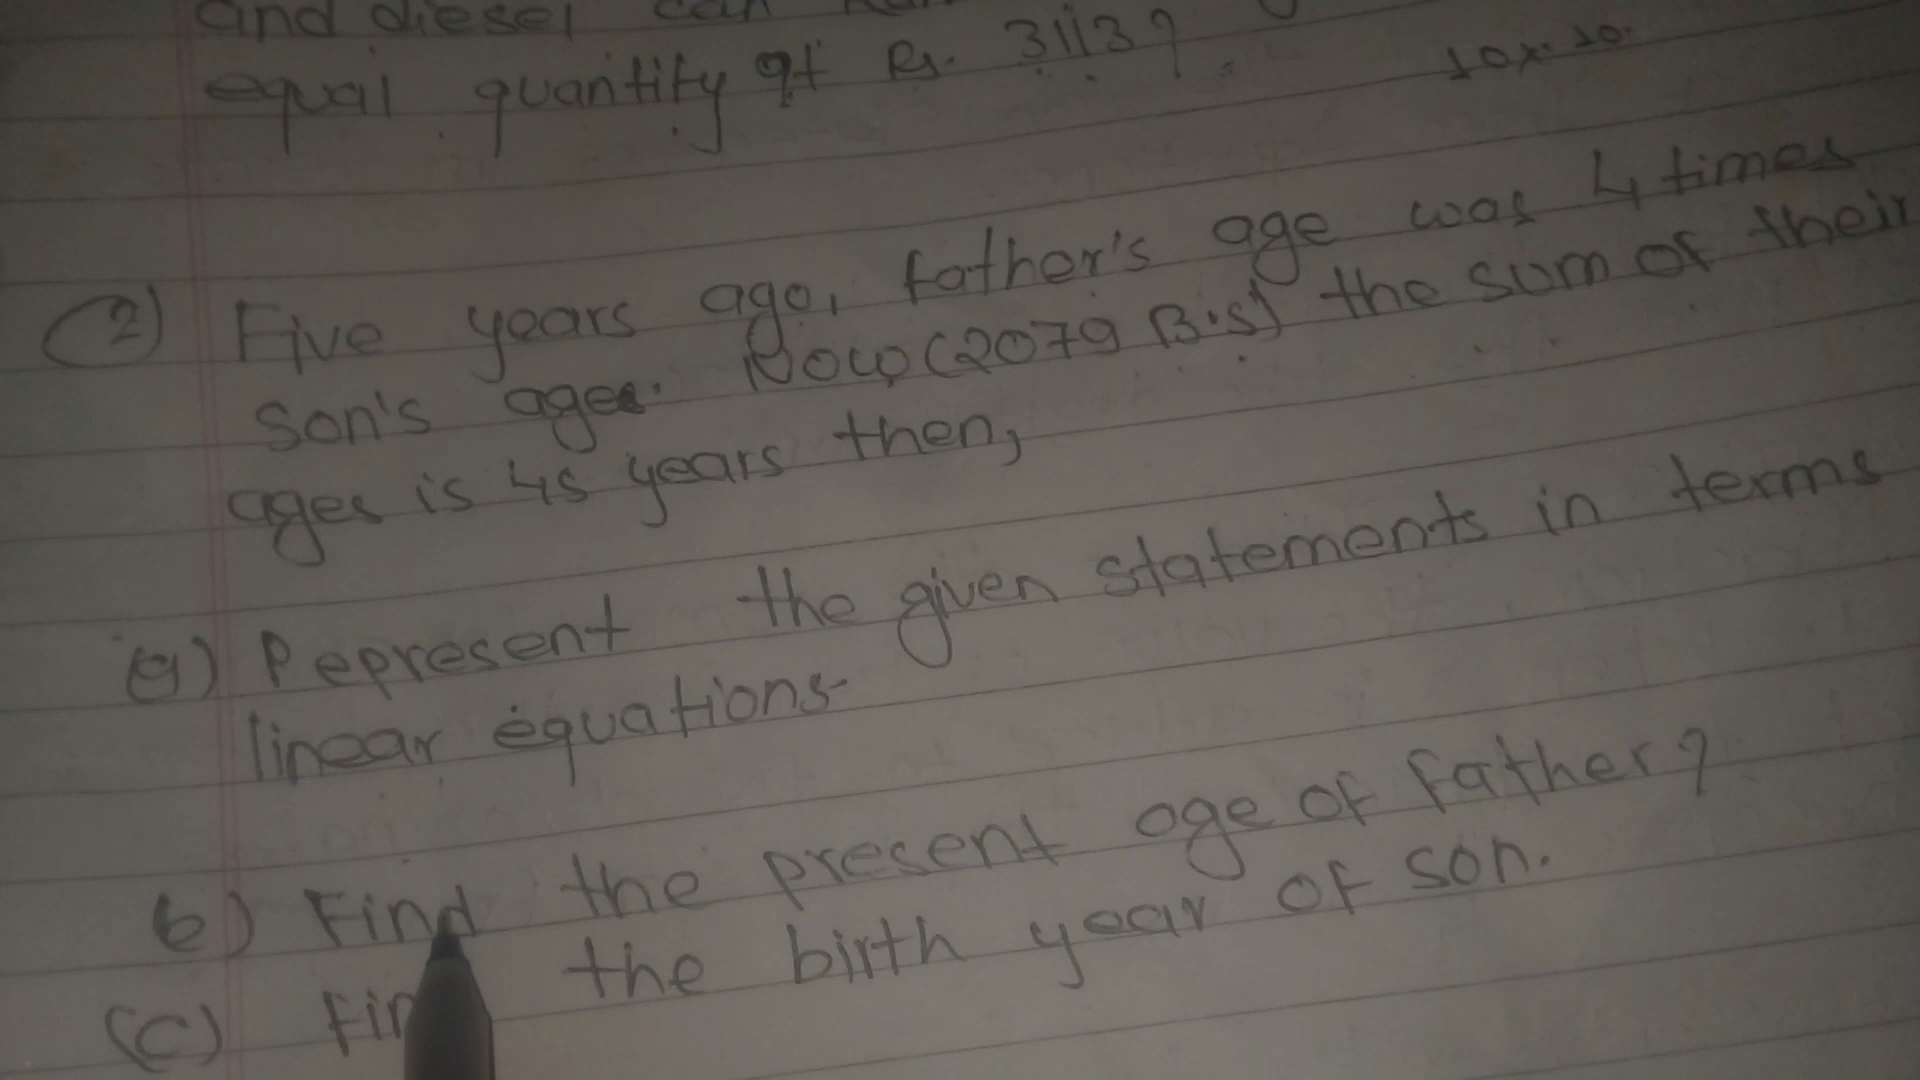 and diesel can
equal quantity at Rs. 3113?
10x. 10.
(2) Five years ago, father's age was 4 times
son's age. Now (2079 B.S) the sum of their
ages is 45 years then,
a) Pepresent the given statements in terms
linear equations
b) Find the present age of father?
(c) Fin the birth year of son.